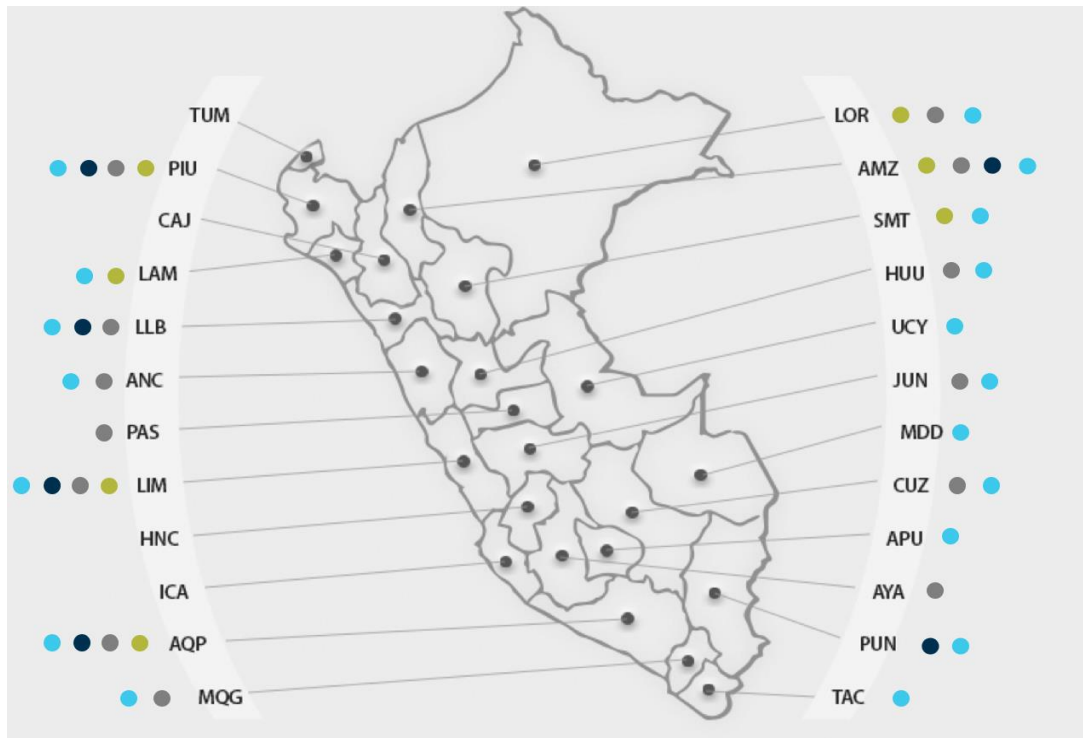 TUM
PIU
CAJ
LAM
LLB
ANC
PAS
LIM
HNC
ICA
AQP
MQG
LOR
AMZ
SMT
HUU
UCY
JUN
MDD
CUZ
APU
AYA
PUN
TAC